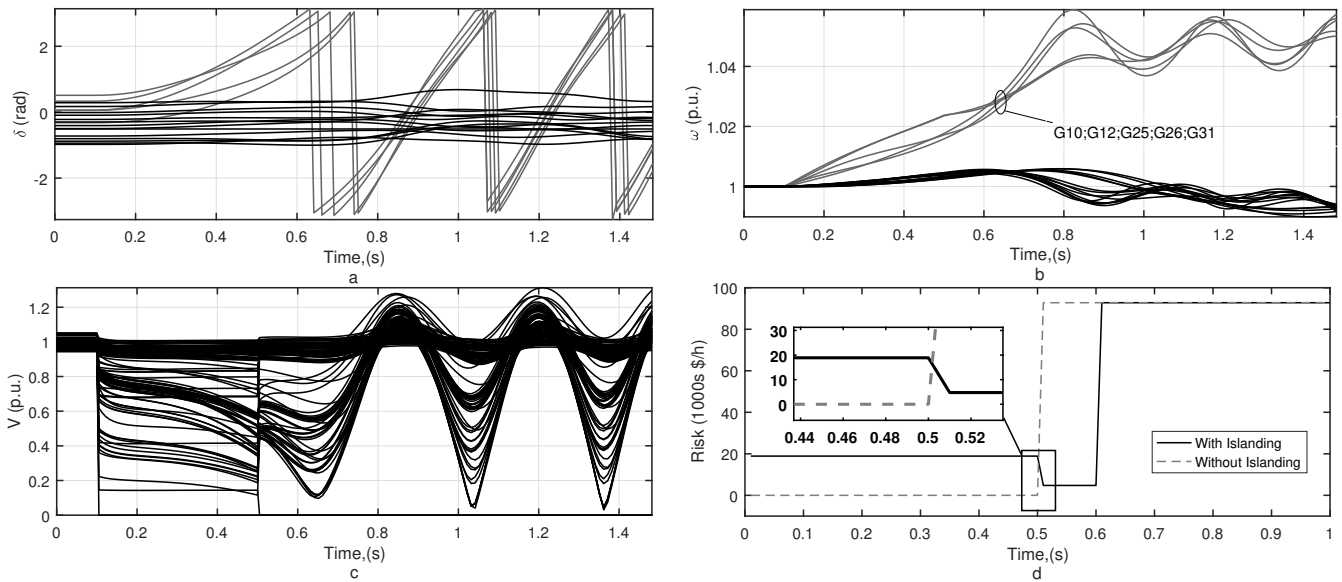 2
0
-2
δ (rad)
0 0.2 0.4 0.6 0.8 1 1.2 1.4
Time,(s)
a
1.04
1.02
1
ω (p.u.)
G10;G12;G25;G26;G31
0 0.2 0.4 0.6 0.8 1 1.2 1.4
Time,(s)
b
1.2
1
0.8
0.6
0.4
0.2
0
V (p.u.)
0 0.2 0.4 0.6 0.8 1 1.2 1.4
Time,(s)
c
100
80
60
40
20
0
Risk (1000s $/h)
30
20
10
0
0.44 0.46 0.48 0.5 0.52
With Islanding
Without Islanding
0 0.1 0.2 0.3 0.4 0.5 0.6 0.7 0.8 0.9 1
Time,(s)
d